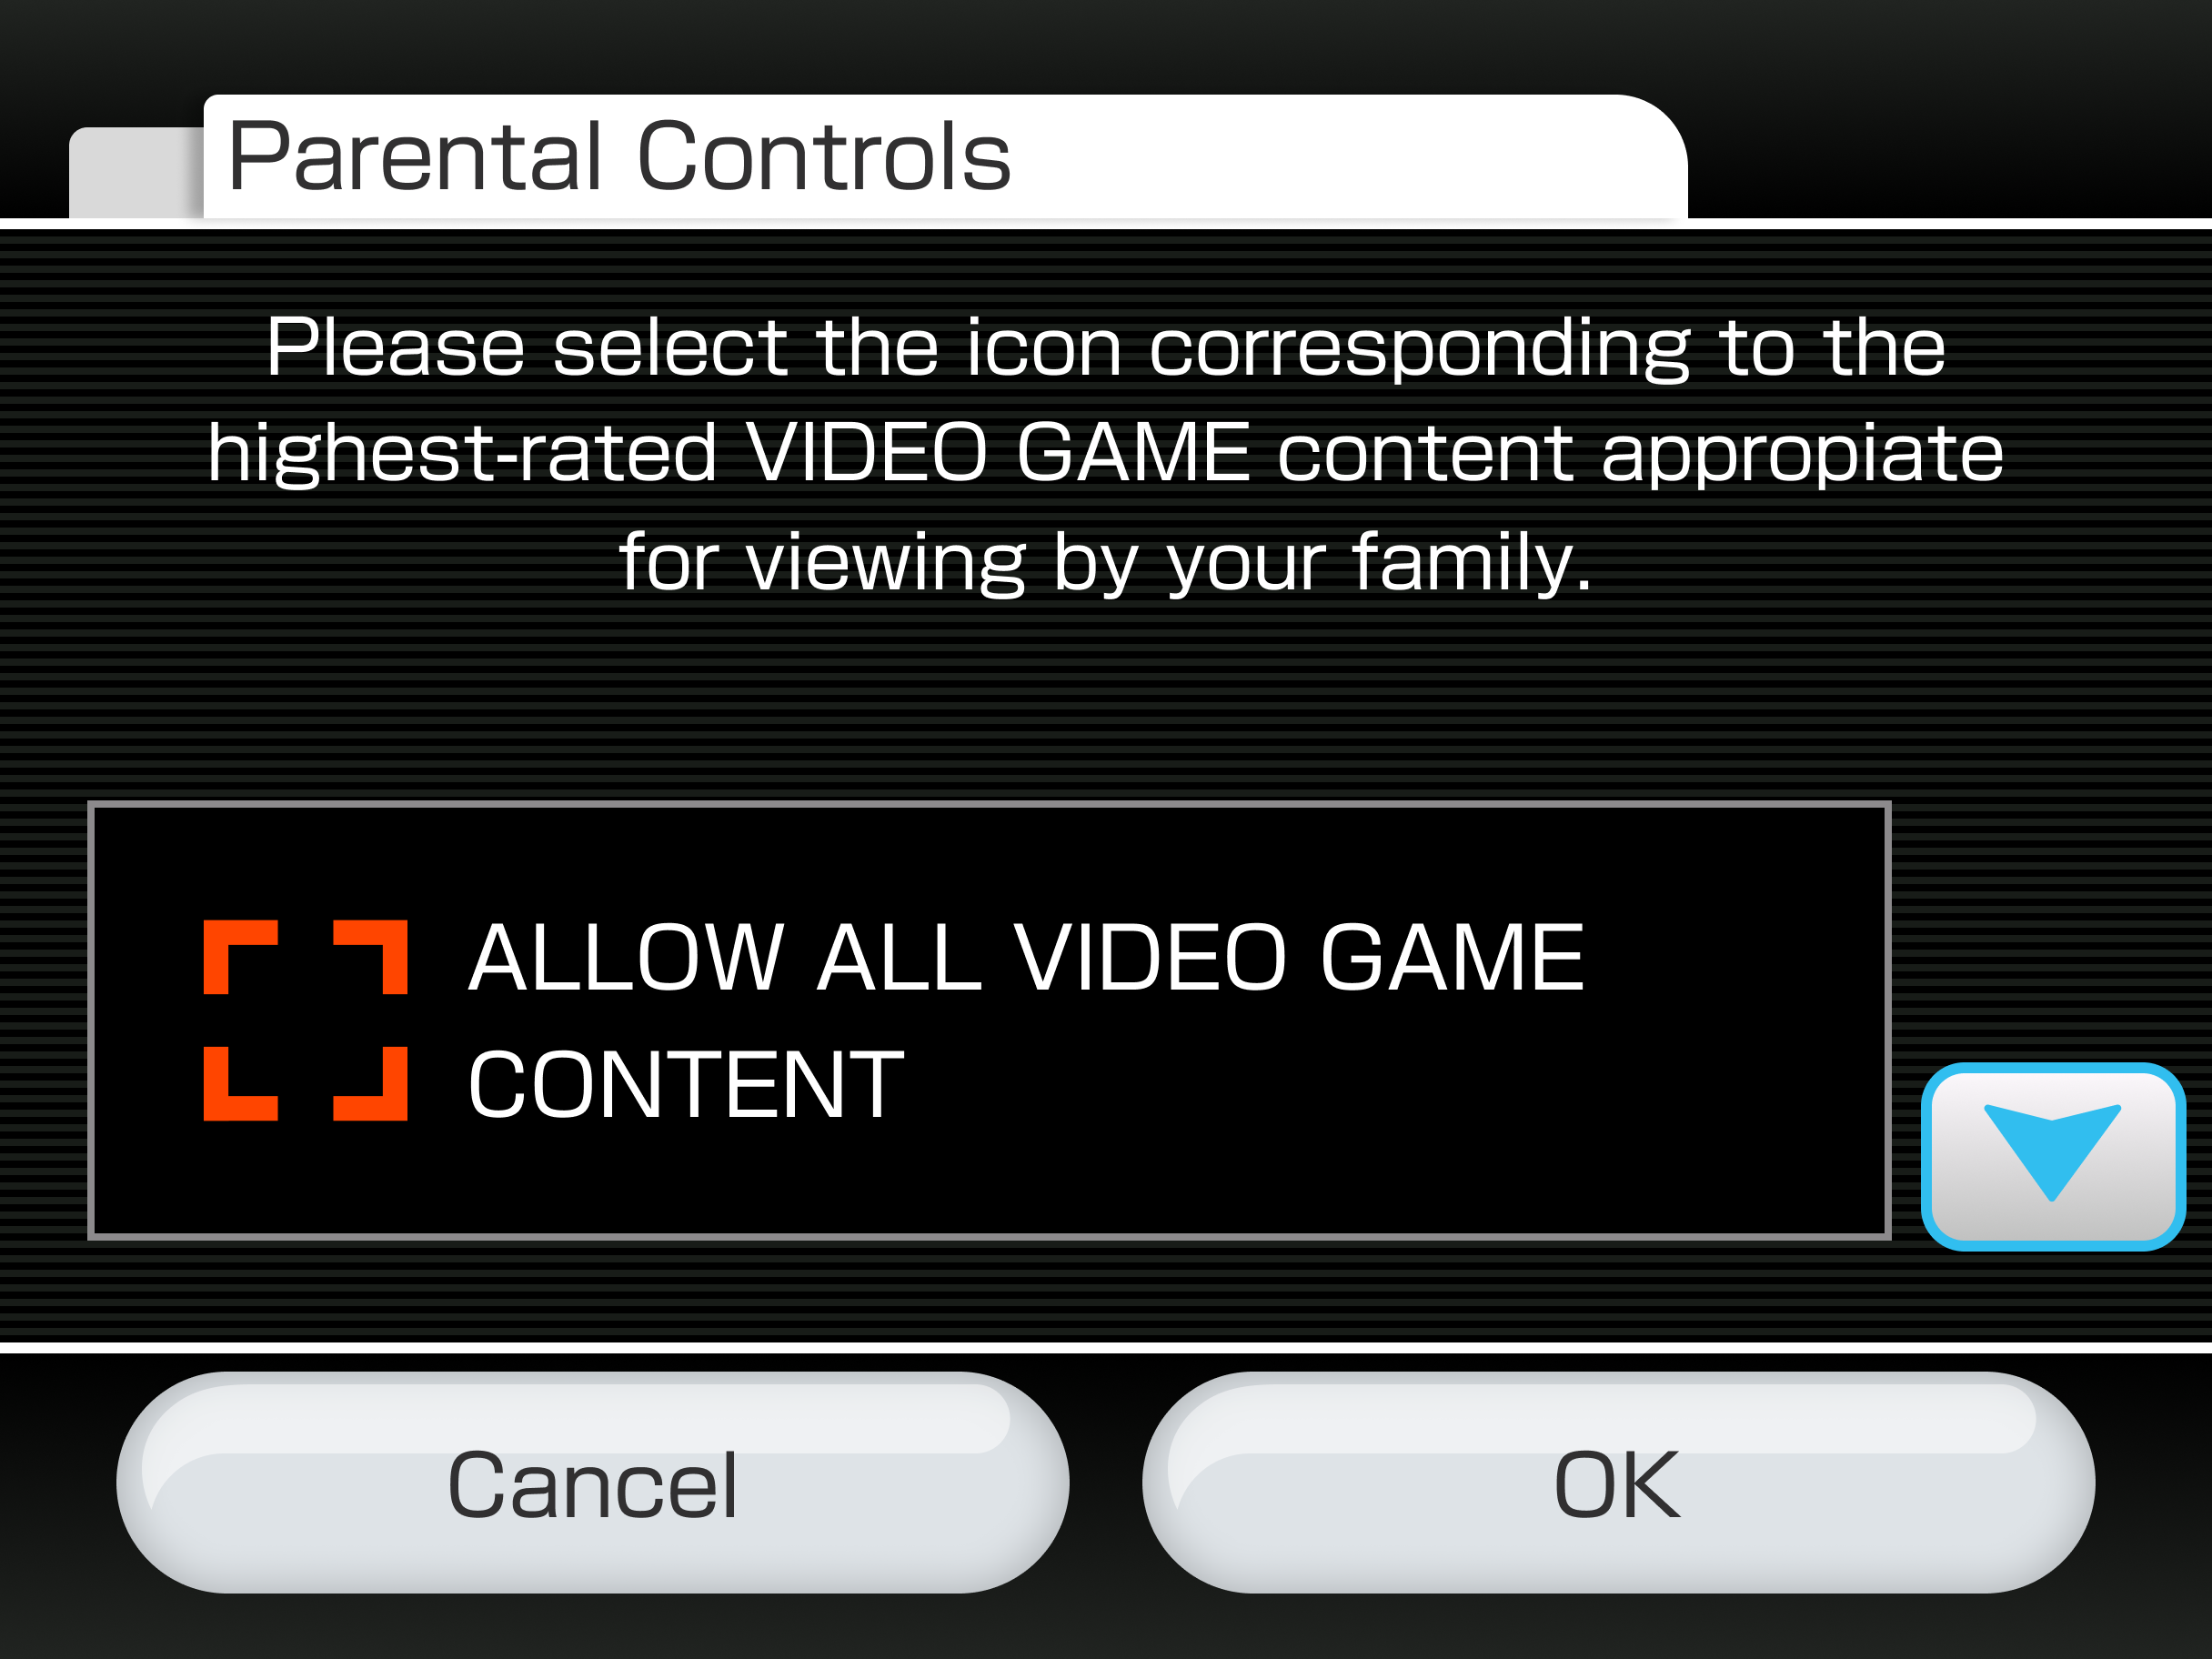 Parental Controls
Please select the icon corresponding to the
highest-rated VIDEO GAME content appropiate
for viewing by your family.
ALLOW ALL VIDEO GAME
CONTENT
Cancel
OK